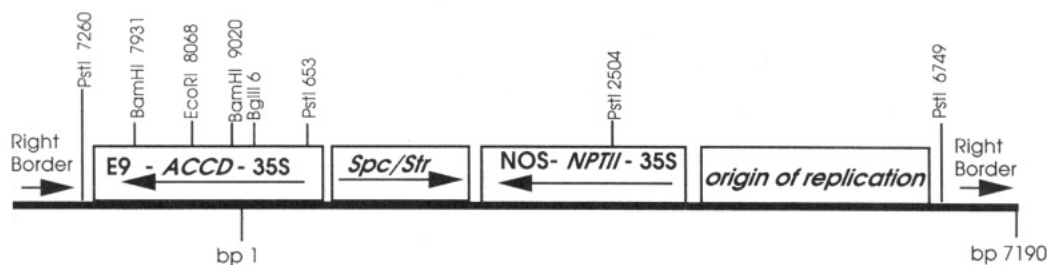 PstI 7260
BamHI 7931
EcoRI 8068
BamHI 9020
BglII 6
PstI 653
PstI 2504
PstI 6749
Right
Border
E9 - ACCD - 35S
Spc/Str
NOS- NPTII - 35S
origin of replication
Right
Border
bp 1
bp 7190